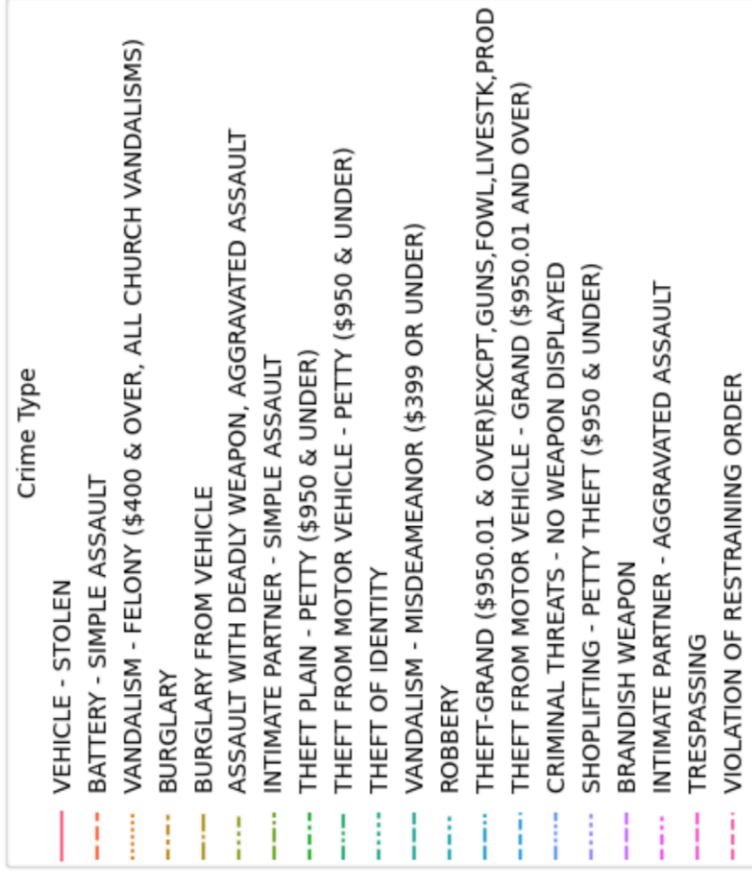 Crime Type
VEHICLE - STOLEN
BATTERY - SIMPLE ASSAULT
VANDALISM - FELONY ($400 & OVER, ALL CHURCH VANDALISMS)
BURGLARY
BURGLARY FROM VEHICLE
ASSAULT WITH DEADLY WEAPON, AGGRAVATED ASSAULT
INTIMATE PARTNER - SIMPLE ASSAULT
THEFT PLAIN - PETTY ($950 & UNDER)
THEFT FROM MOTOR VEHICLE - PETTY ($950 & UNDER)
THEFT OF IDENTITY
VANDALISM - MISDEAMEANOR ($399 OR UNDER)
ROBBERY
THEFT-GRAND ($950.01 & OVER)EXCPT,GUNS,FOWL,LIVESTK,PROD
THEFT FROM MOTOR VEHICLE - GRAND ($950.01 AND OVER)
CRIMINAL THREATS - NO WEAPON DISPLAYED
SHOPLIFTING - PETTY THEFT ($950 & UNDER)
BRANDISH WEAPON
INTIMATE PARTNER - AGGRAVATED ASSAULT
TRESPASSING
VIOLATION OF RESTRAINING ORDER